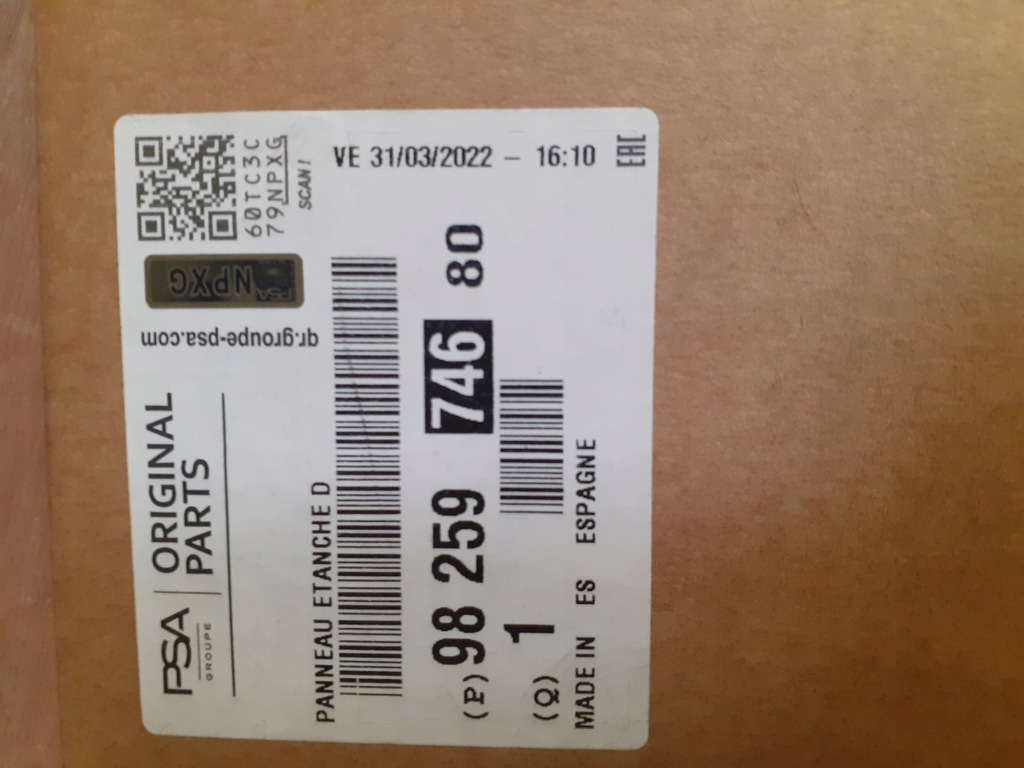 PSA
GROUPE
ORIGINAL
PARTS
qr.groupe-psa.com
PSA
NPXG
60TC3C
79NPXG
SCAN!
PANNEAU ETANCHE D
VE 31/03/2022 - 16:10
(P) 98 259 746 80
(Q) 1
MADE IN ES ESPAGNE
EAC